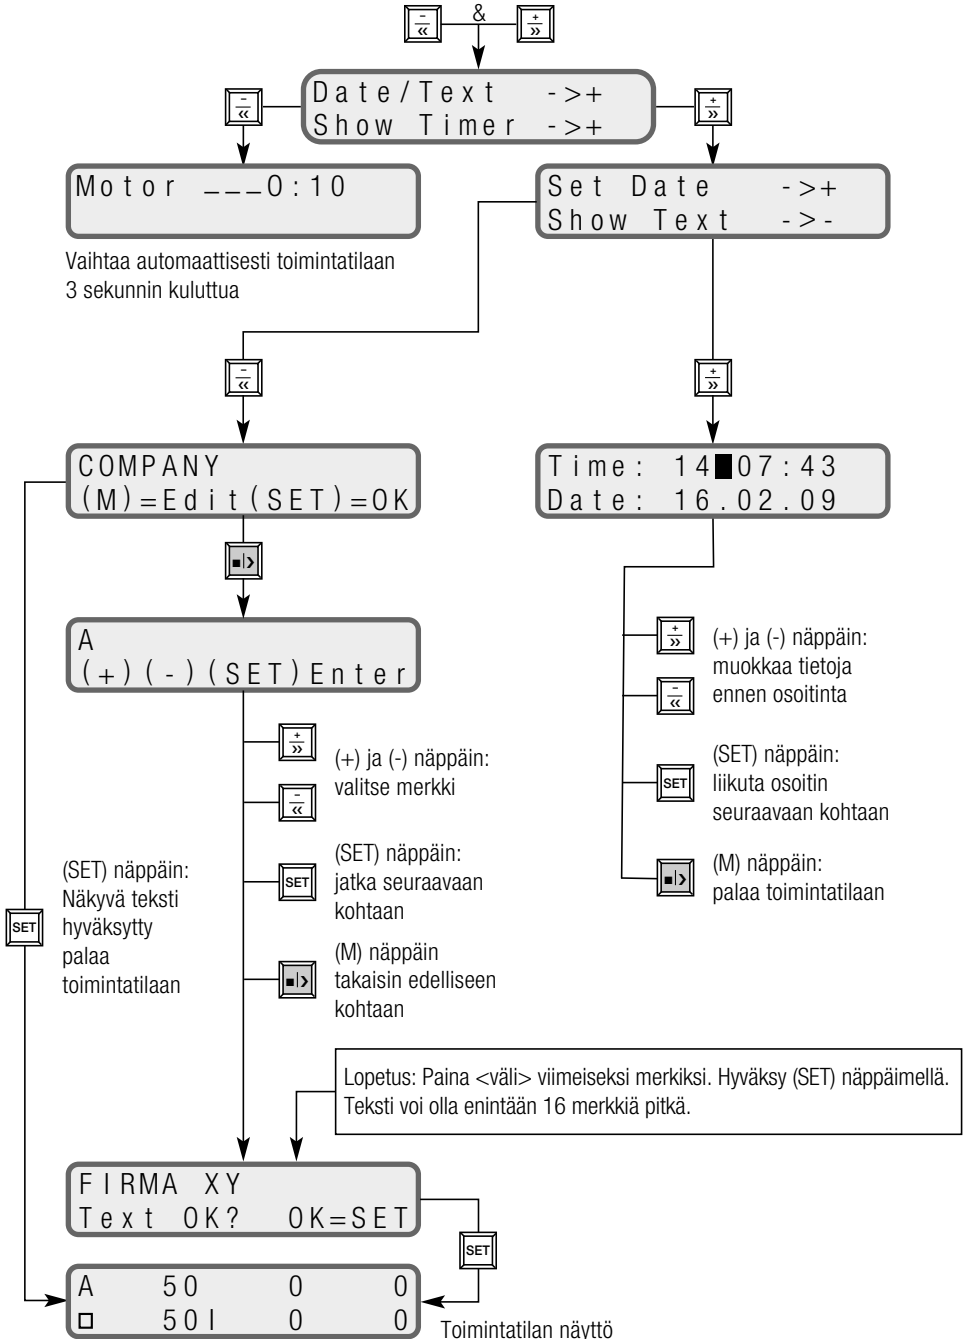 - « & + »
Date/Text ->+
Show Timer ->+
- «
+ »
Motor ___0:10
Set Date ->+
Show Text ->-
Vaihtaa automaattisesti toimintatilaan
3 sekunnin kuluttua
- «
+ »
COMPANY
(M)=Edit(SET)=OK
Time: 14█07:43
Date: 16.02.09
A
(+)(-)(SET)Enter
+ »
(+) ja (-) näppäin:
muokkaa tietoja
ennen osoitinta
- «
SET
(SET) näppäin:
liikuta osoitin
seuraavaan kohtaan
(M) näppäin:
palaa toimintatilaan
+ »
(+) ja (-) näppäin:
valitse merkki
- «
SET
(SET) näppäin:
jatka seuraavaan
kohtaan
(M) näppäin
takaisin edelliseen
kohtaan
SET
(SET) näppäin:
Näkyvä teksti
hyväksytty
palaa
toimintatilaan
Lopetus: Paina <väli> viimeiseksi merkiksi. Hyväksy (SET) näppäimellä.
Teksti voi olla enintään 16 merkkiä pitkä.
FIRMA XY
Text OK? OK=SET
SET
A 50 0 0
□ 50l 0 0
Toimintatilan näyttö